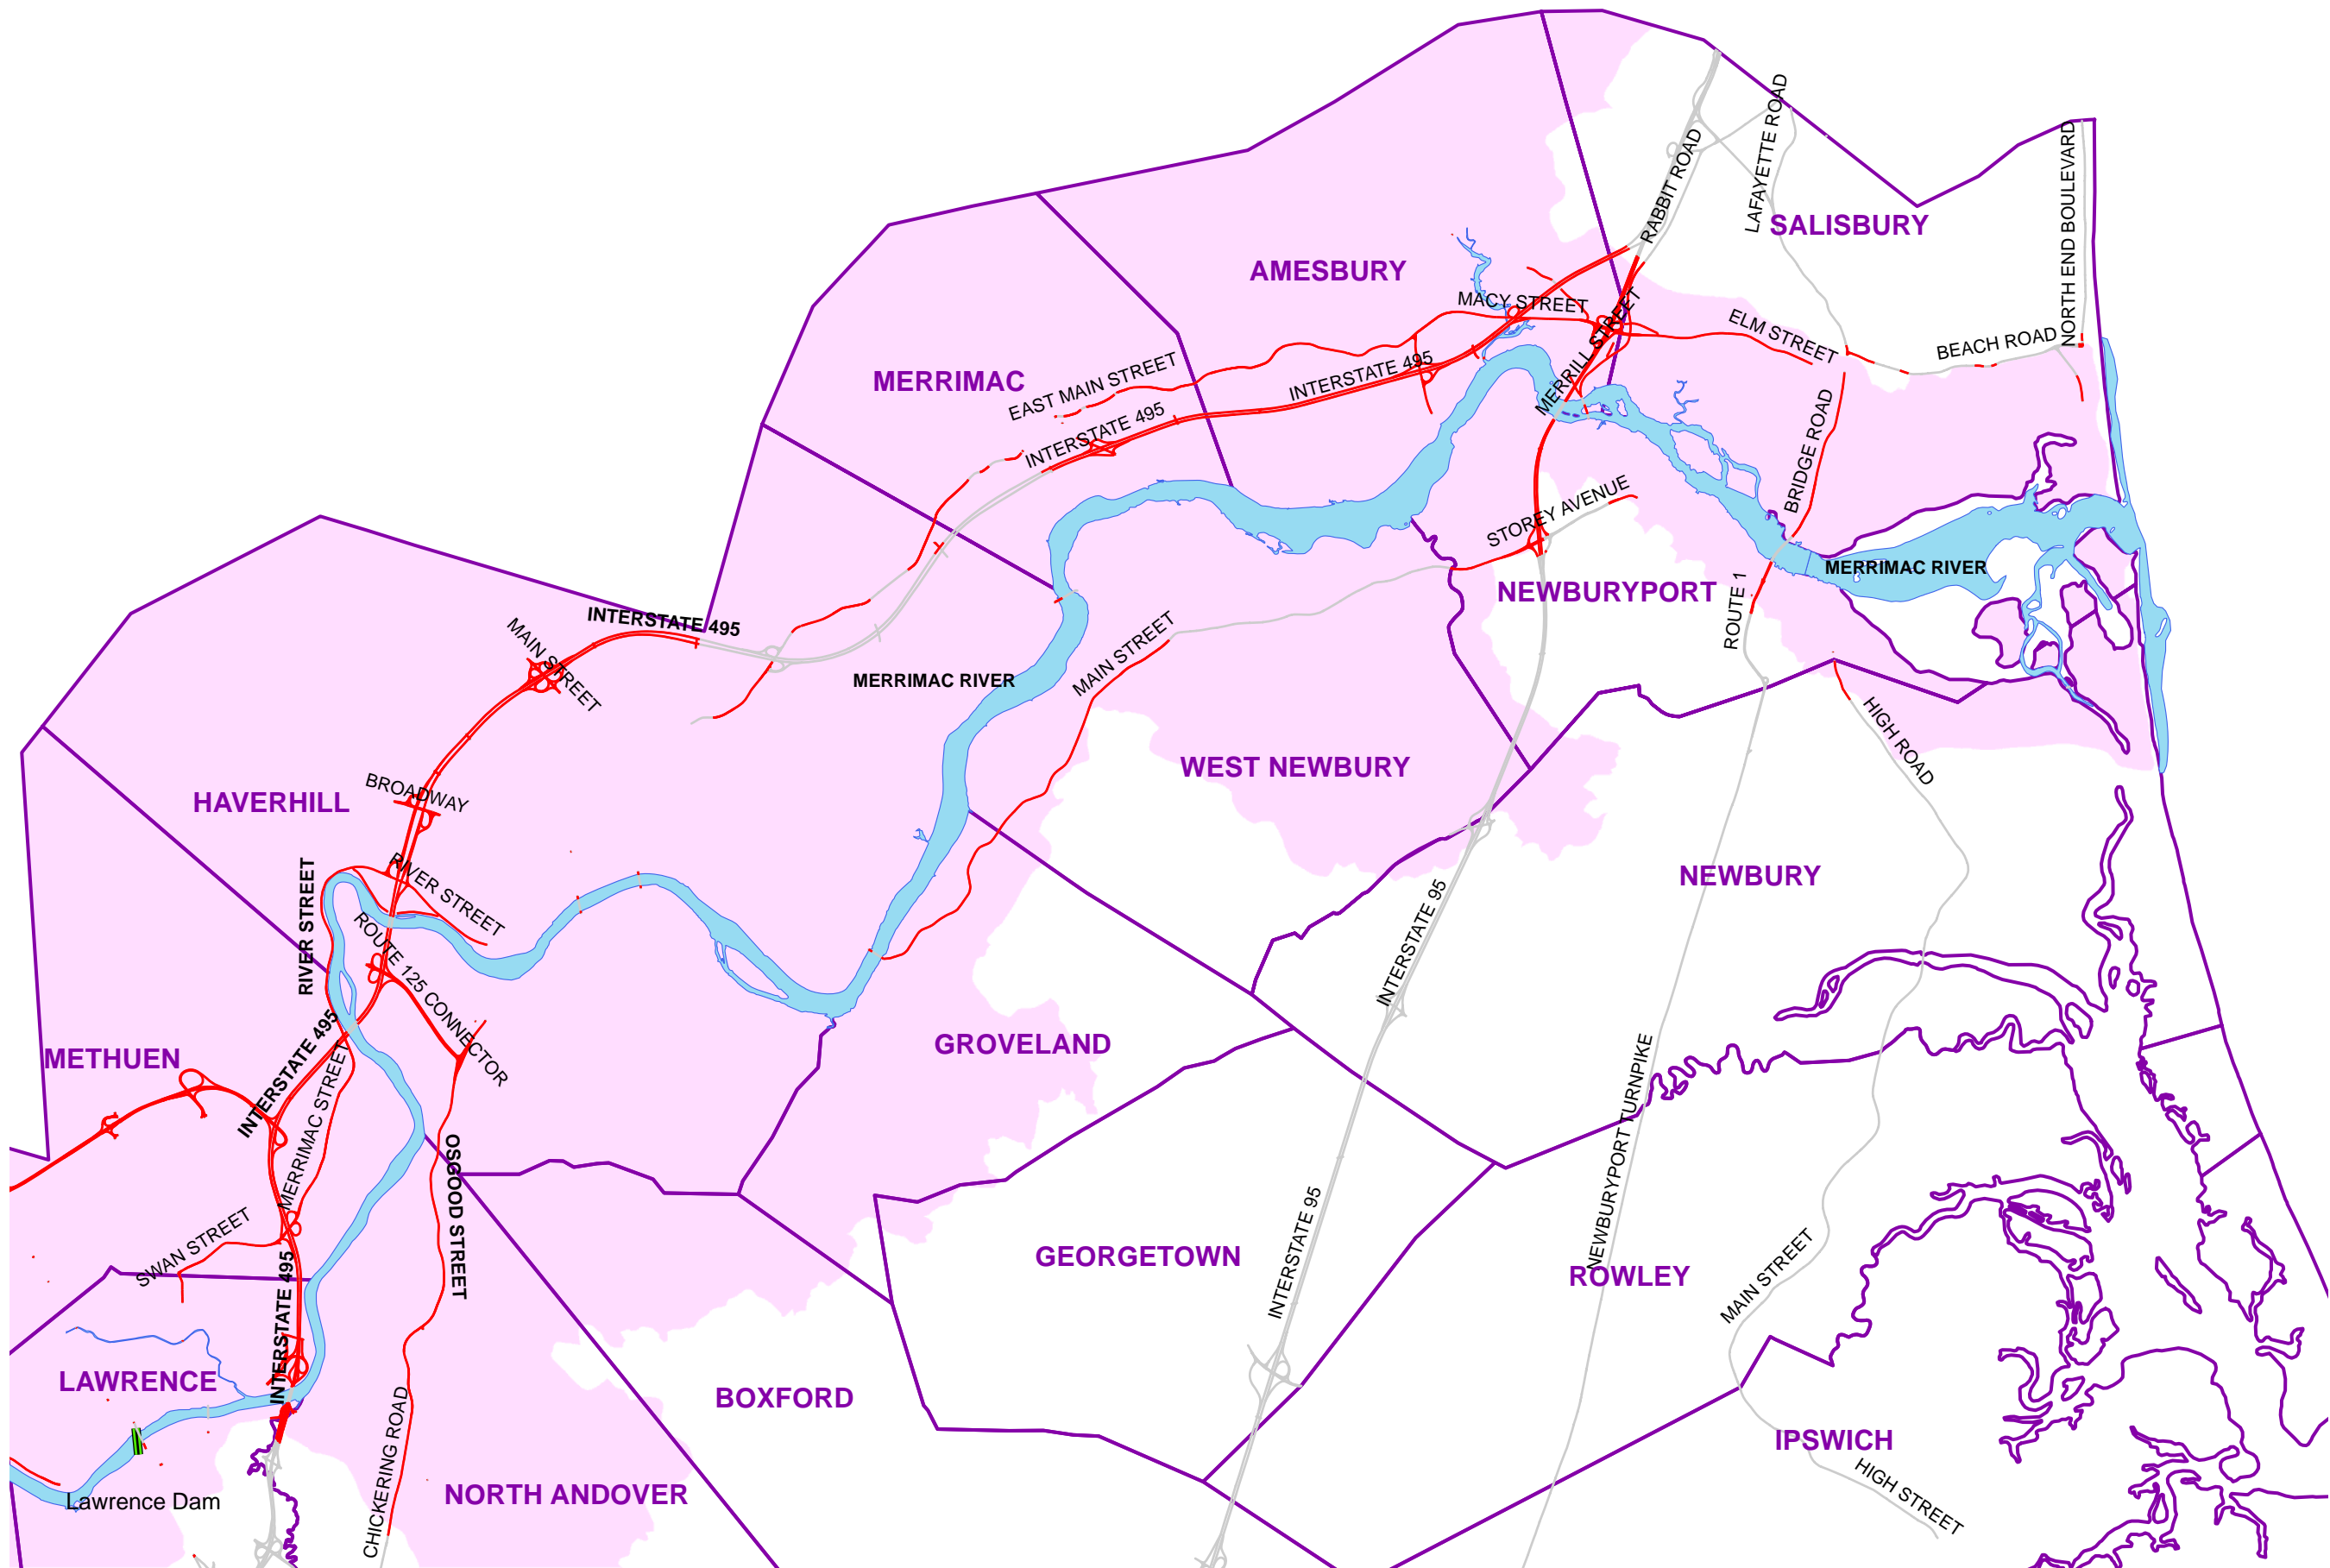 LAFAYETTE ROAD
NORTH END BOULEVARD
RABBIT ROAD
SALISBURY
AMESBURY
MACY STREET
MERRILL STREET
ELM STREET
BEACH ROAD
MERRIMAC
EAST MAIN STREET
INTERSTATE 495
INTERSTATE 495
BRIDGE ROAD
STOREY AVENUE
NEWBURYPORT
MERRIMAC RIVER
ROUTE 1
INTERSTATE 495
MAIN STREET
MERRIMAC RIVER
MAIN STREET
HIGH ROAD
WEST NEWBURY
HAVERHILL
BROADWAY
NEWBURY
RIVER STREET
RIVER STREET
INTERSTATE 95
ROUTE 125 CONNECTOR
METHUEN
INTERSTATE 495
GROVELAND
MERRIMAC STREET
NEWBURYPORT TURNPIKE
OSGOOD STREET
SWAN STREET
GEORGETOWN
INTERSTATE 95
ROWLEY
MAIN STREET
INTERSTATE 495
LAWRENCE
BOXFORD
CHICKERING ROAD
IPSWICH
HIGH STREET
NORTH ANDOVER
Lawrence Dam